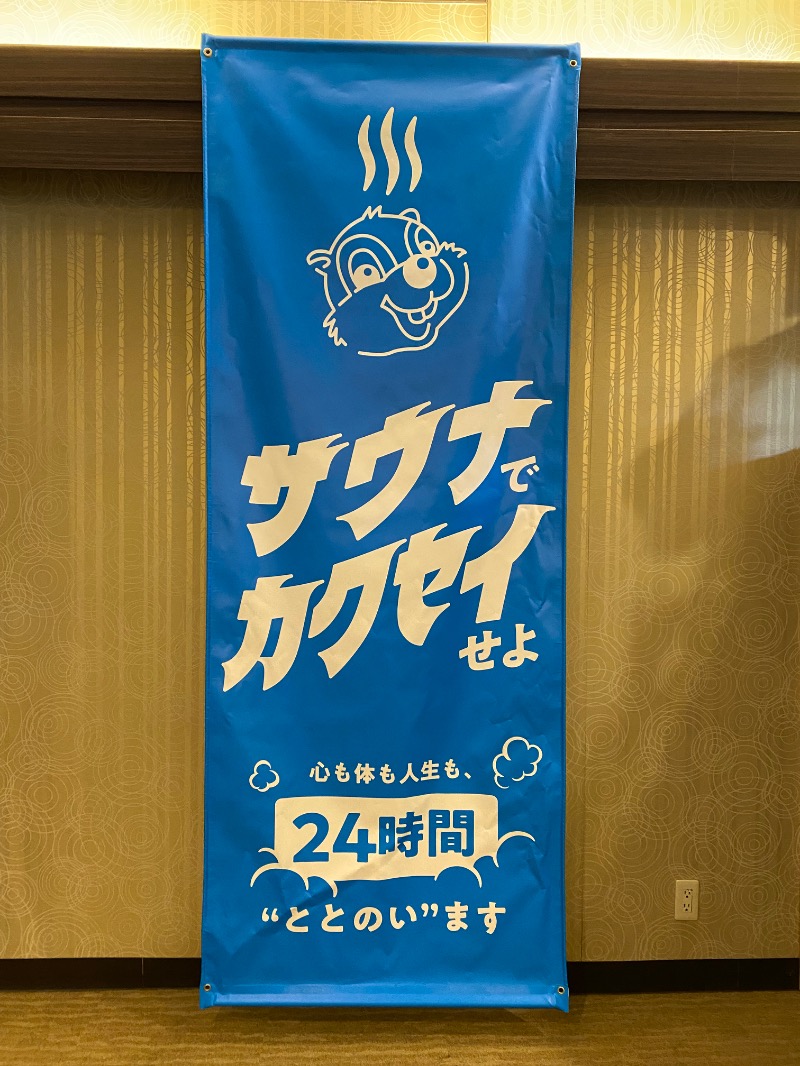 サウナで
カクセイせよ
心も体も人生も、
24時間
“ととのい”ます